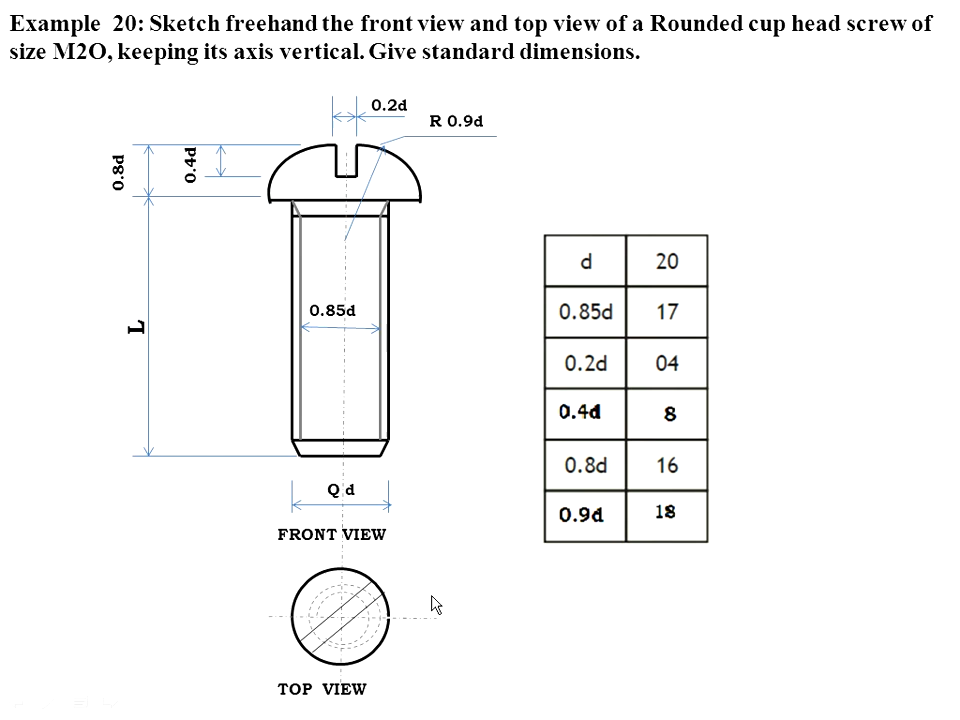 Example 20: Sketch freehand the front view and top view of a Rounded cup head screw of
size M2O, keeping its axis vertical. Give standard dimensions.
0.2d
R 0.9d
0.8d
0.4d
L
0.85d
Q d
FRONT VIEW
TOP VIEW
d 20
0.85d 17
0.2d 04
0.4d 8
0.8d 16
0.9d 18